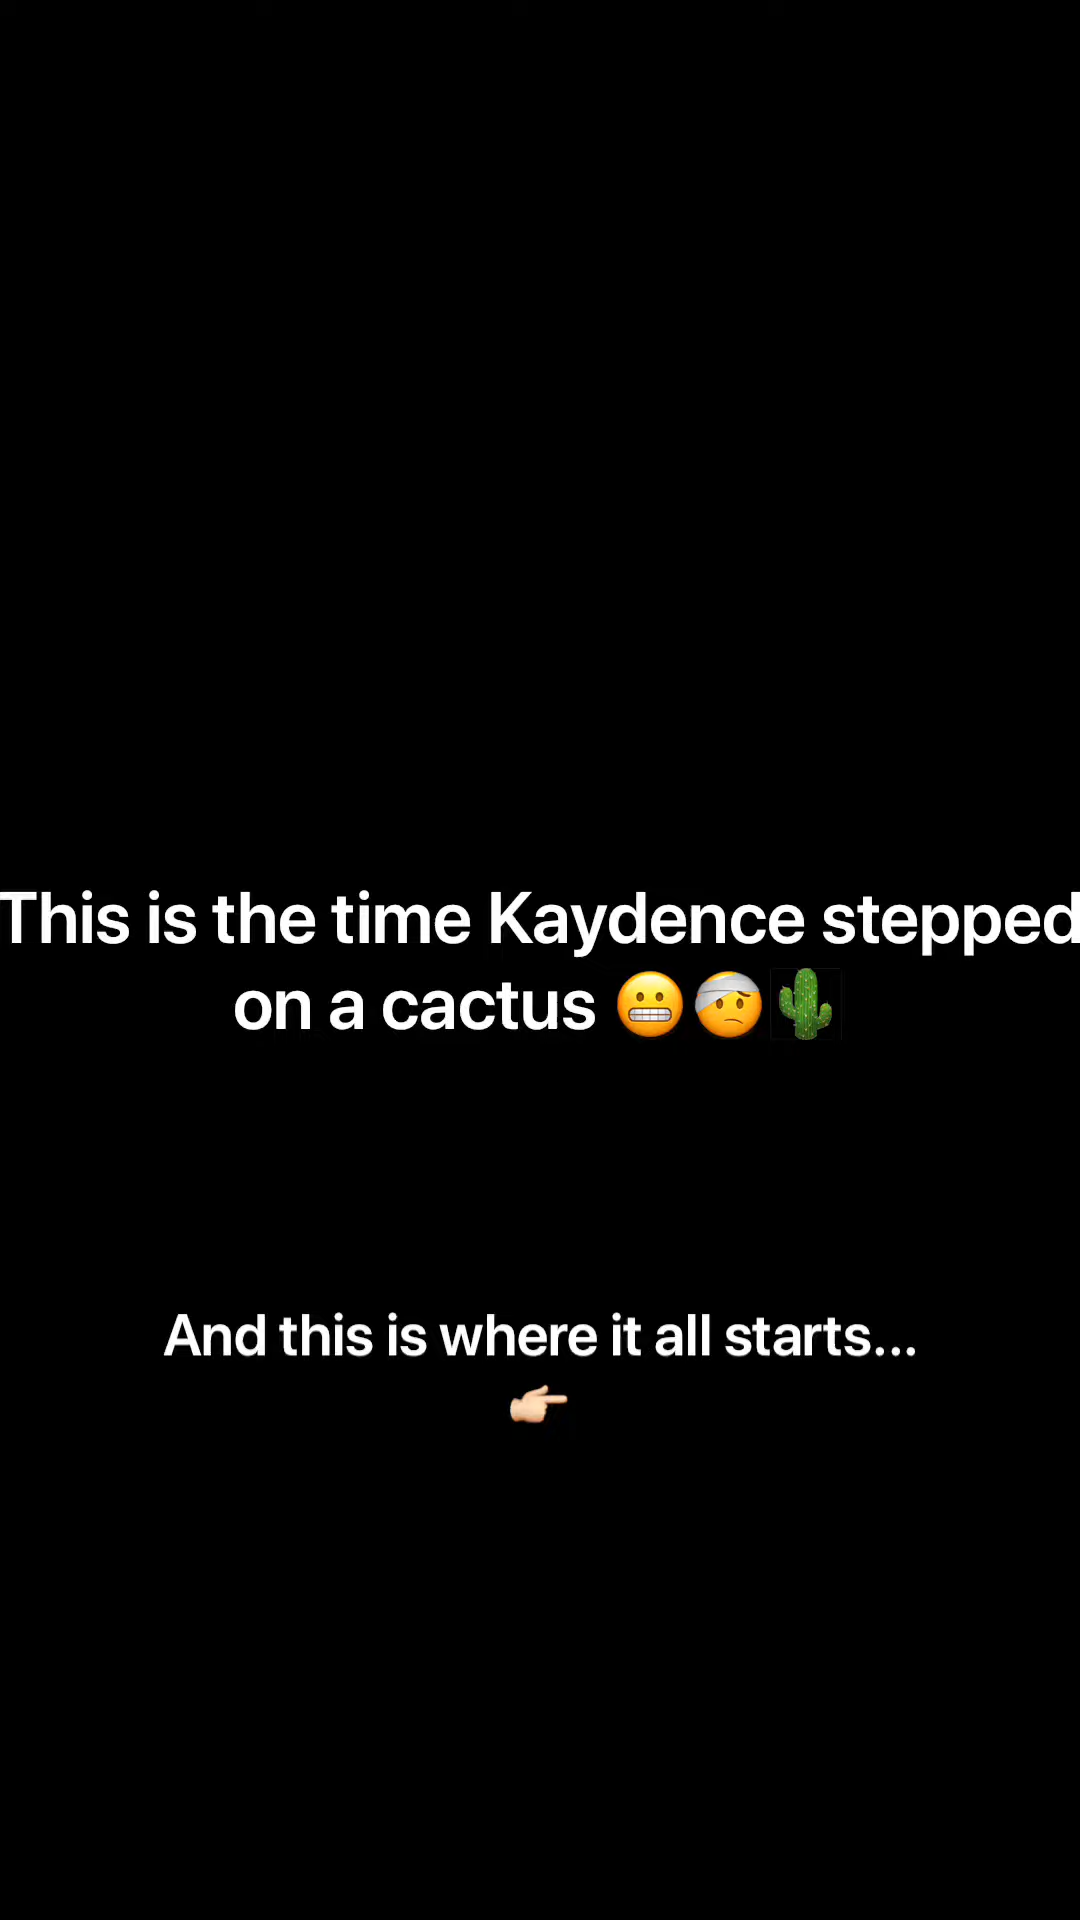 This is the time Kaydence stepped
on a cactus 😬🤕🌵
And this is where it all starts...
👉🏻